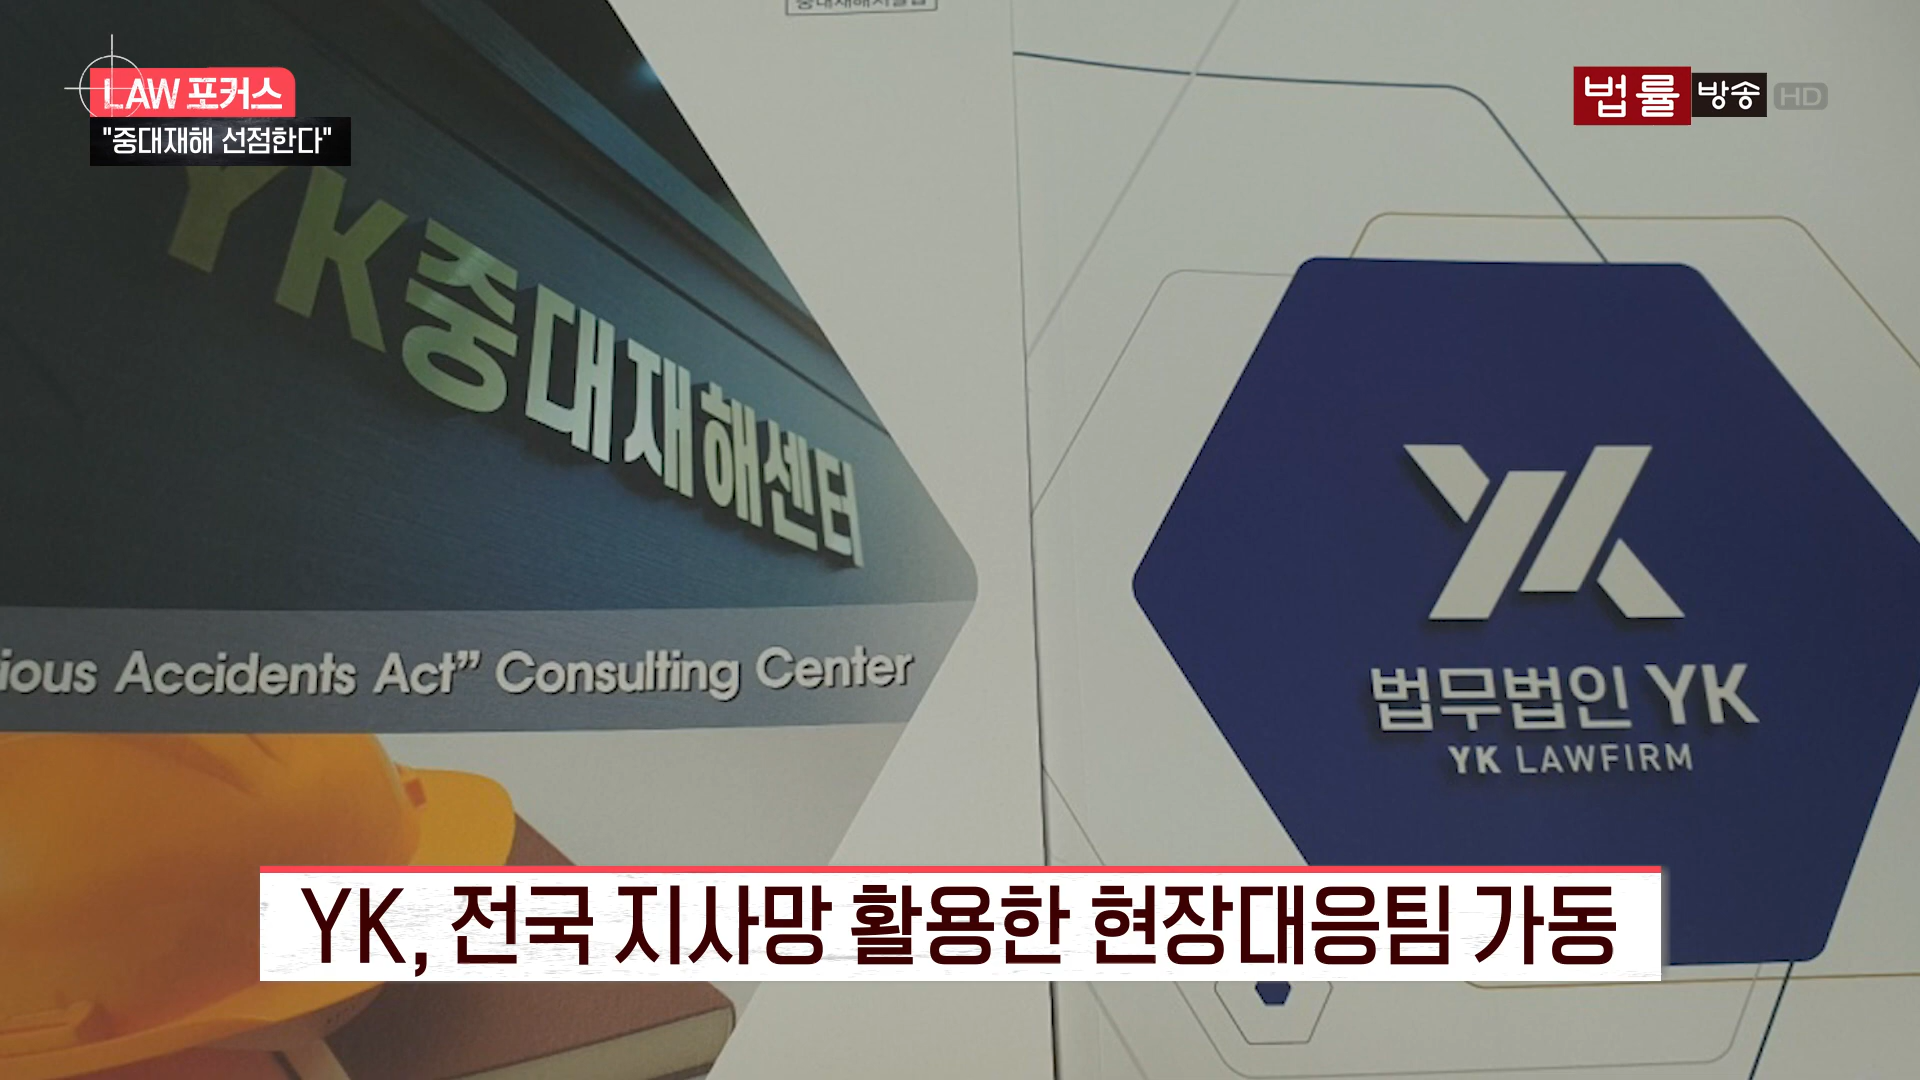 LAW 포커스
"중대재해 선점한다"
법률방송 HD
YK중대재해센터
Accidents Act” Consulting Center
법무법인 YK
YK LAWFIRM
YK, 전국 지사망 활용한 현장대응팀 가동